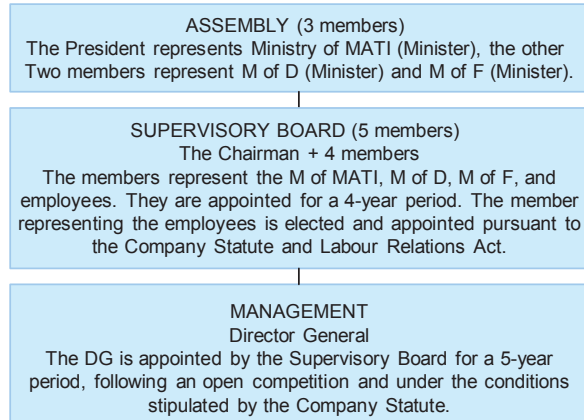 ASSEMBLY (3 members)
The President represents Ministry of MATI (Minister), the other
Two members represent M of D (Minister) and M of F (Minister).
SUPERVISORY BOARD (5 members)
The Chairman + 4 members
The members represent the M of MATI, M of D, M of F, and
employees. They are appointed for a 4-year period. The member
representing the employees is elected and appointed pursuant to
the Company Statute and Labour Relations Act.
MANAGEMENT
Director General
The DG is appointed by the Supervisory Board for a 5-year
period, following an open competition and under the conditions
stipulated by the Company Statute.